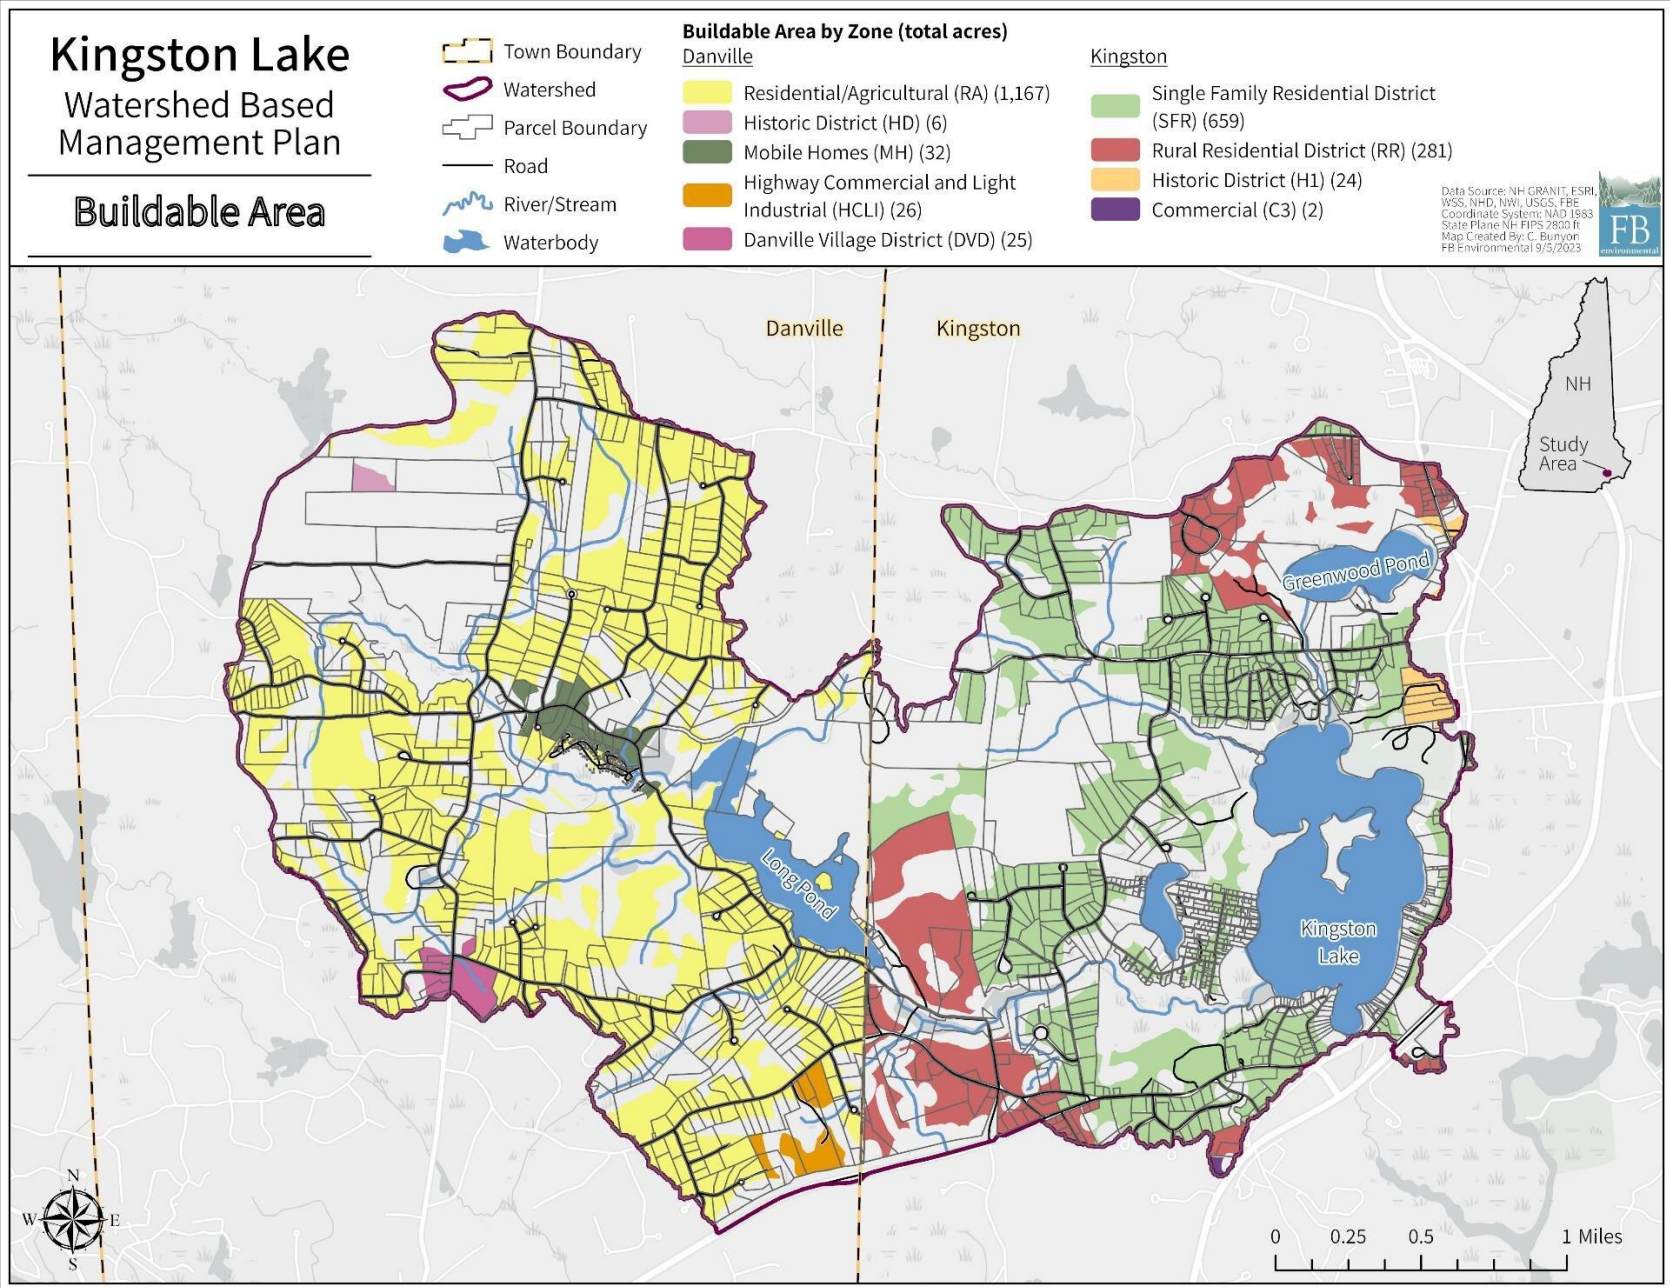 Kingston Lake
Watershed Based
Management Plan
Buildable Area
Town Boundary
Watershed
Parcel Boundary
Road
River/Stream
Waterbody
Buildable Area by Zone (total acres)
Danville
Residential/Agricultural (RA) (1,167)
Historic District (HD) (6)
Mobile Homes (MH) (32)
Highway Commercial and Light
Industrial (HCLI) (26)
Danville Village District (DVD) (25)
Kingston
Single Family Residential District
(SFR) (659)
Rural Residential District (RR) (281)
Historic District (H1) (24)
Commercial (C3) (2)
Data Source: NH GRANIT, ESRI,
WSS, NHD, NWI, USGS, FBE
Coordinate System: NAD 1983
State Plane NH FIPS 2800 ft
Map Created By: C. Bunyon
FB Environmental 9/5/2023
FB
environmental
Danville
Kingston
NH
Study
Area
Greenwood Pond
Long Pond
Kingston
Lake
N
W
E
S
0
0.25
0.5
1 Miles